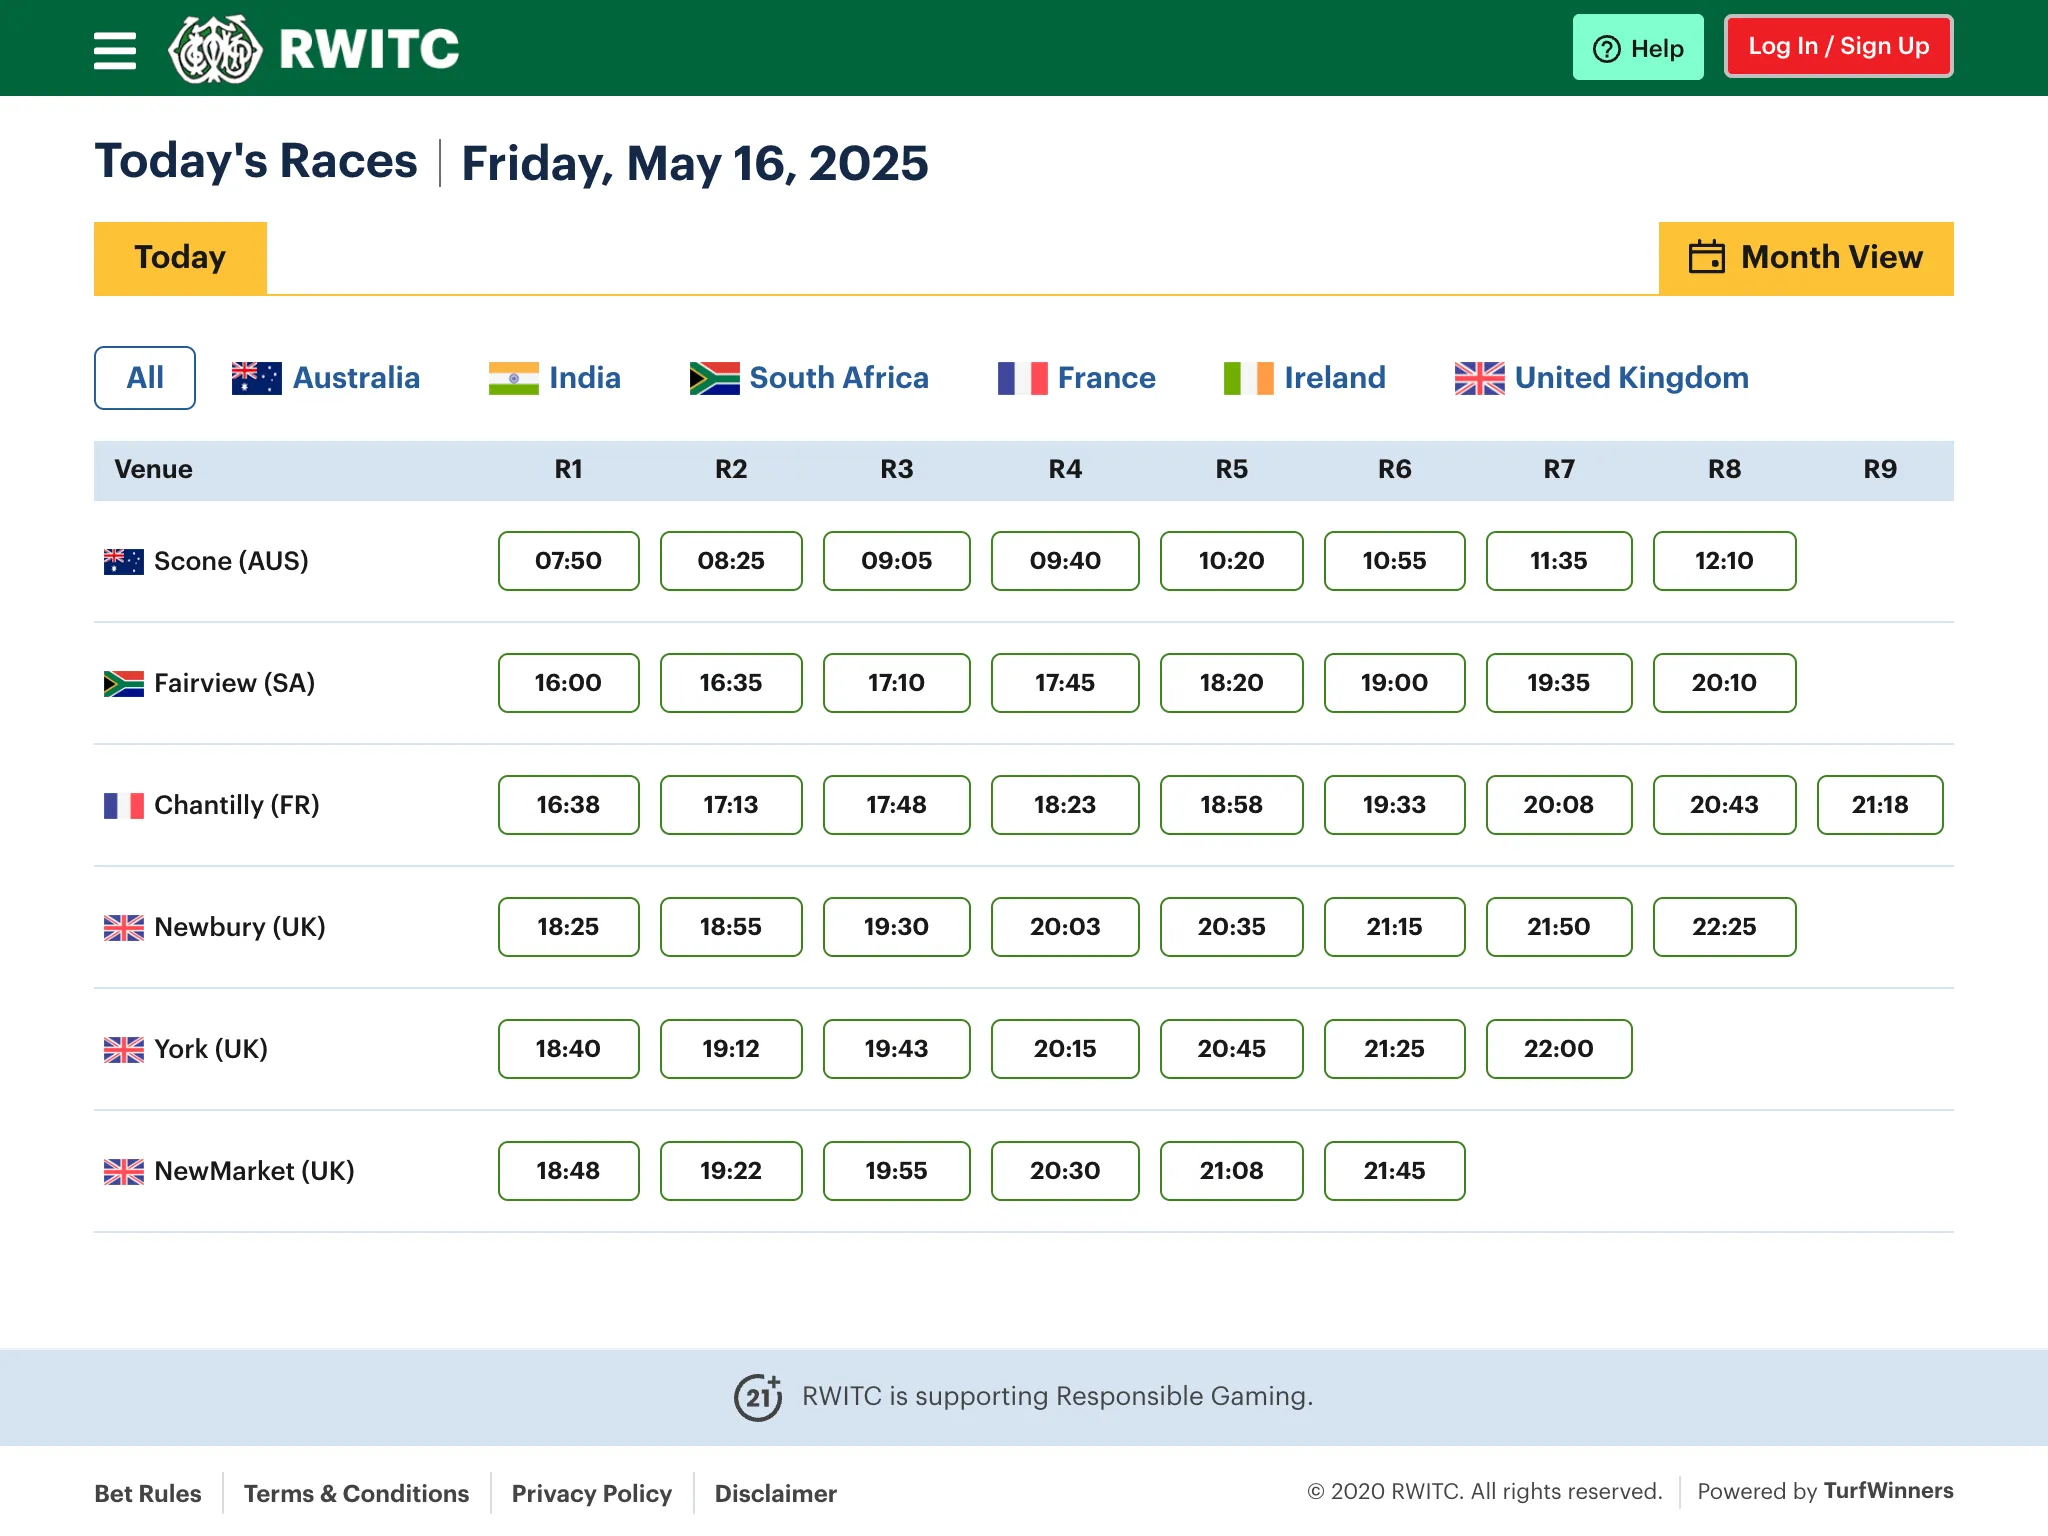 RWITC
Help
Log In / Sign Up
Today's Races
Friday, May 16, 2025
Today
Month View
All
Australia
India
South Africa
France
Ireland
United Kingdom
Venue R1 R2 R3 R4 R5 R6 R7 R8 R9
Scone (AUS) 07:50 08:25 09:05 09:40 10:20 10:55 11:35 12:10
Fairview (SA) 16:00 16:35 17:10 17:45 18:20 19:00 19:35 20:10
Chantilly (FR) 16:38 17:13 17:48 18:23 18:58 19:33 20:08 20:43 21:18
Newbury (UK) 18:25 18:55 19:30 20:03 20:35 21:15 21:50 22:25
York (UK) 18:40 19:12 19:43 20:15 20:45 21:25 22:00
NewMarket (UK) 18:48 19:22 19:55 20:30 21:08 21:45
21+ RWITC is supporting Responsible Gaming.
Bet Rules
Terms & Conditions
Privacy Policy
Disclaimer
© 2020 RWITC. All rights reserved.
Powered by TurfWinners